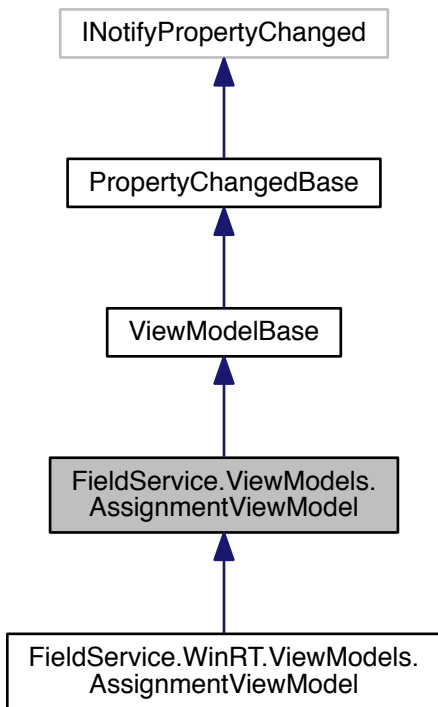 INotifyPropertyChanged
PropertyChangedBase
ViewModelBase
FieldService.ViewModels.
AssignmentViewModel
FieldService.WinRT.ViewModels.
AssignmentViewModel